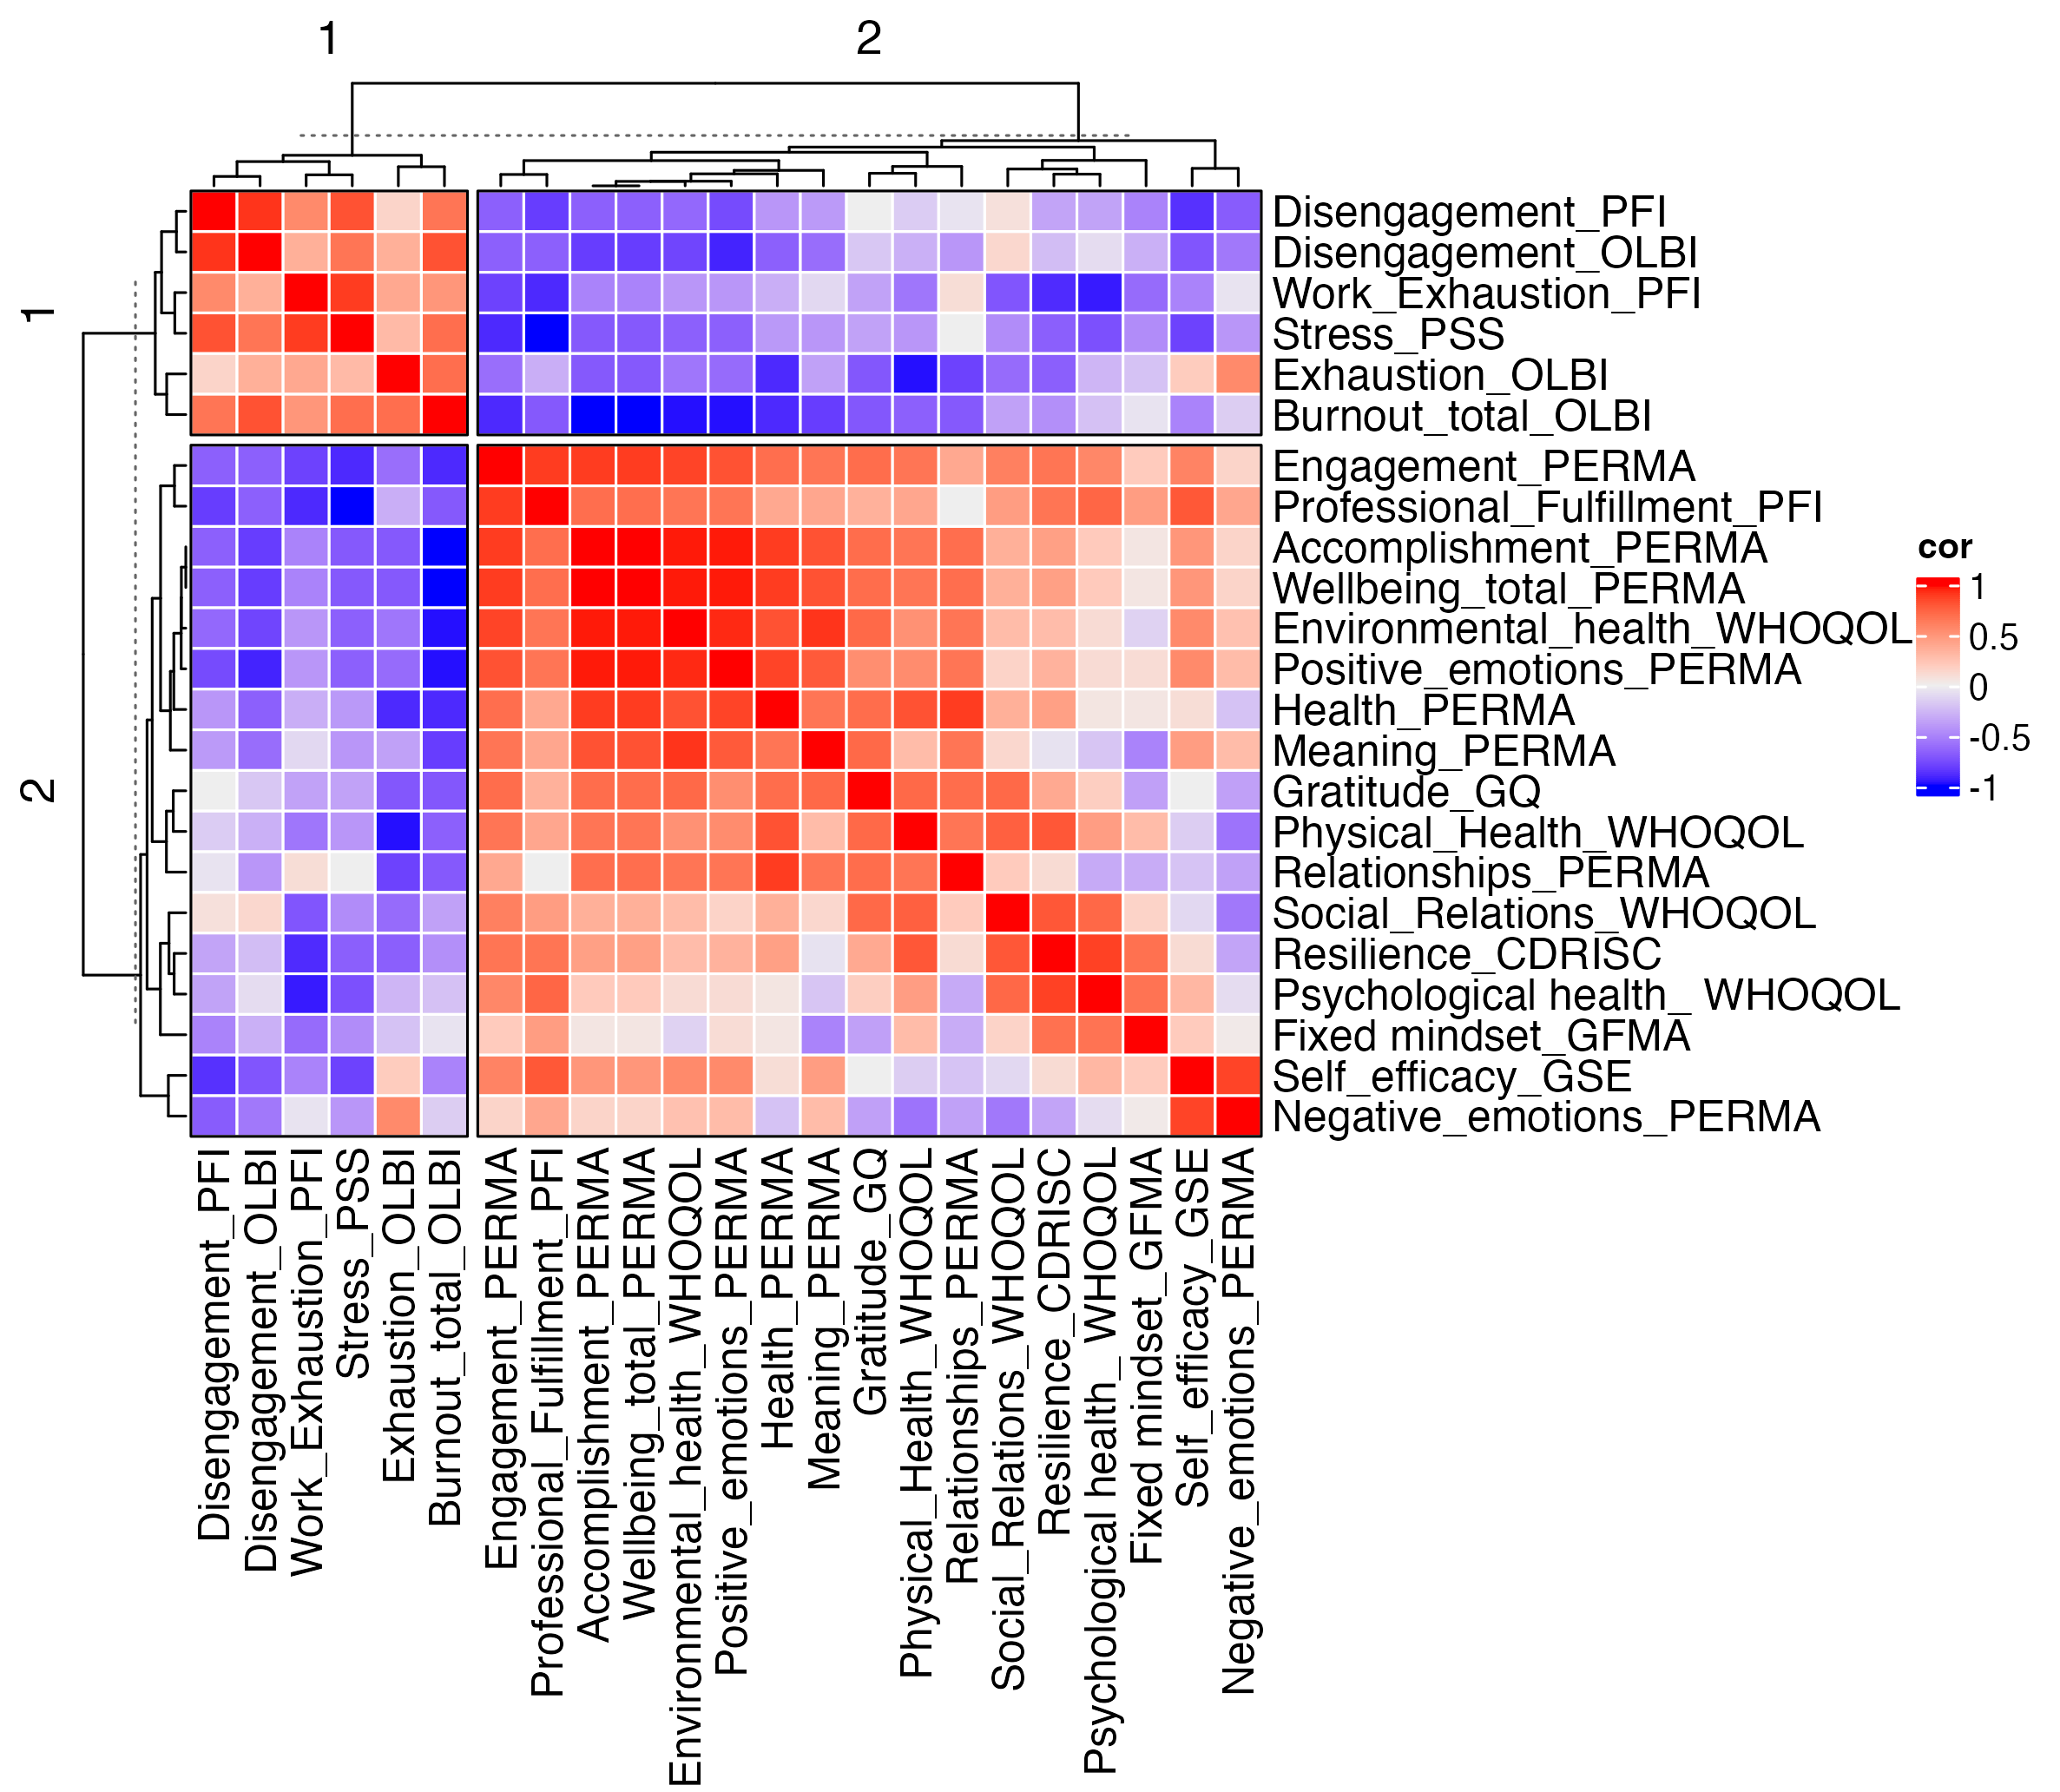 1
2
1
2
Disengagement_PFI
Disengagement_OLBI
Work_Exhaustion_PFI
Stress_PSS
Exhaustion_OLBI
Burnout_total_OLBI
Engagement_PERMA
Professional_Fulfillment_PFI
Accomplishment_PERMA
Wellbeing_total_PERMA
Environmental_health_WHOQOL
Positive_emotions_PERMA
Health_PERMA
Meaning_PERMA
Gratitude_GQ
Physical_Health_WHOQOL
Relationships_PERMA
Social_Relations_WHOQOL
Resilience_CDRISC
Psychological health_ WHOQOL
Fixed mindset_GFMA
Self_efficacy_GSE
Negative_emotions_PERMA
cor
1
0.5
0
-0.5
-1
Disengagement_PFI
Disengagement_OLBI
Work_Exhaustion_PFI
Stress_PSS
Exhaustion_OLBI
Burnout_total_OLBI
Engagement_PERMA
Professional_Fulfillment_PFI
Accomplishment_PERMA
Wellbeing_total_PERMA
Environmental_health_WHOQOL
Positive_emotions_PERMA
Health_PERMA
Meaning_PERMA
Gratitude_GQ
Physical_Health_WHOQOL
Relationships_PERMA
Social_Relations_WHOQOL
Resilience_CDRISC
Psychological health_ WHOQOL
Fixed mindset_GFMA
Self_efficacy_GSE
Negative_emotions_PERMA